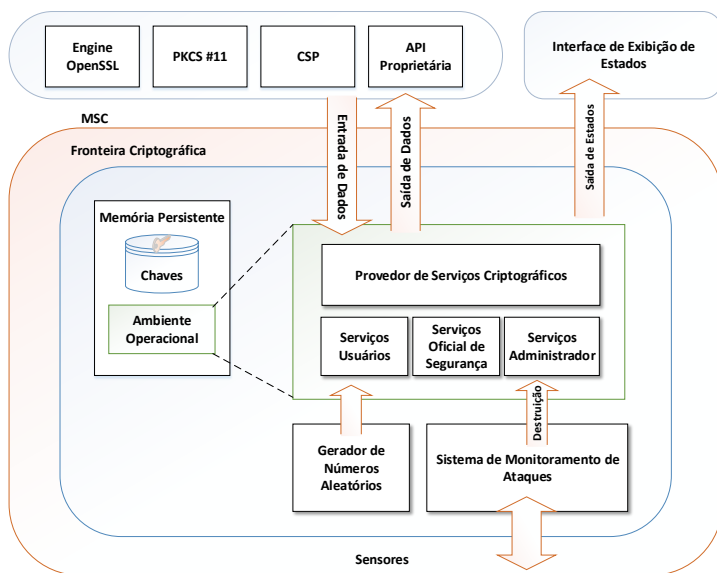 Engine
OpenSSL
PKCS #11
CSP
API
Proprietária
Interface de Exibição de
Estados
MSC
Entrada de Dados
Saída de Dados
Saída de Estados
Fronteira Criptográfica
Memória Persistente
Chaves
Ambiente
Operacional
Provedor de Serviços Criptográficos
Serviços
Usuários
Serviços
Oficial de
Segurança
Serviços
Administrador
Destruição
Gerador de
Números
Aleatórios
Sistema de Monitoramento de
Ataques
Sensores